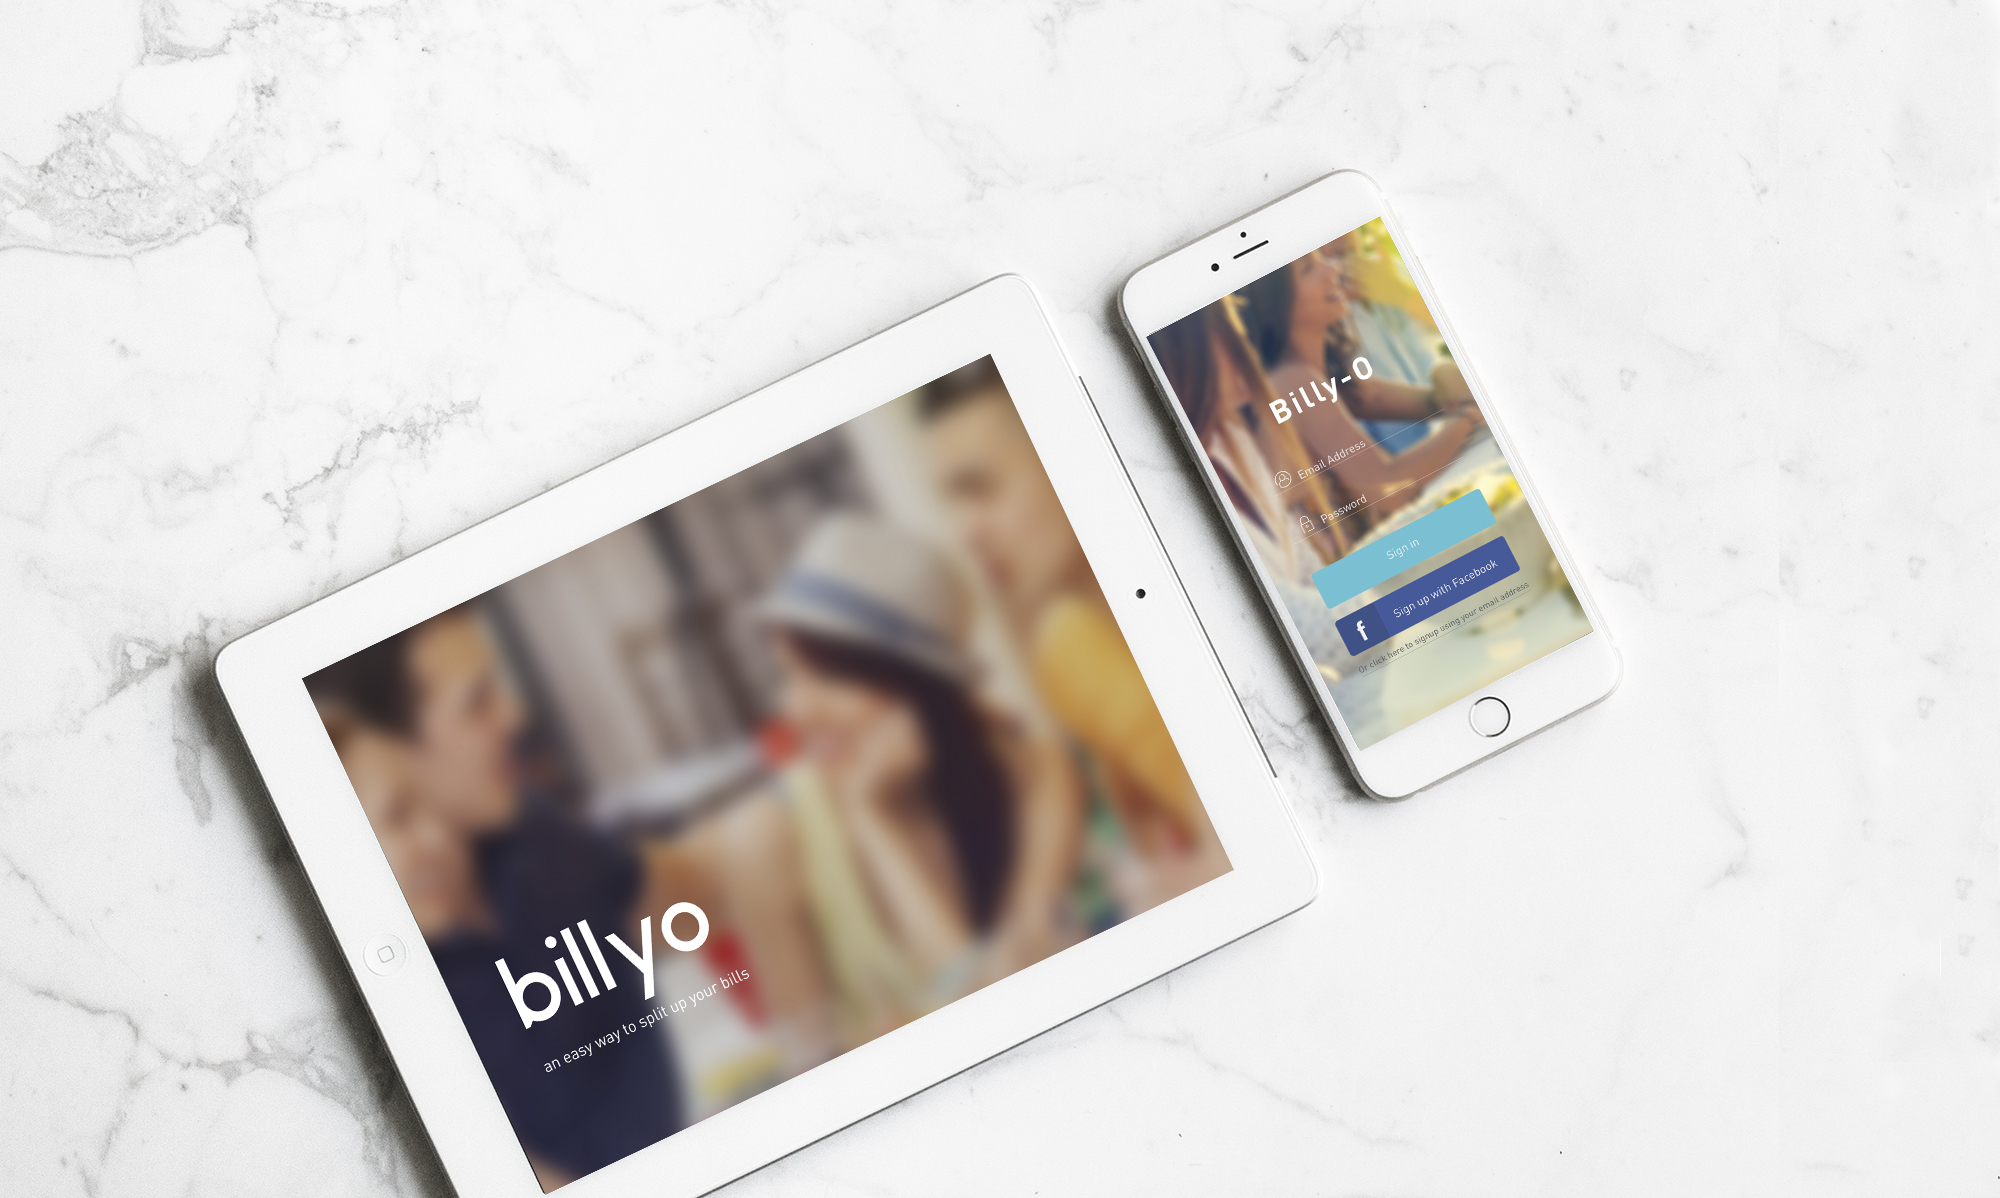 billyo
an easy way to split up your bills
Billy-O
Email Address
Password
Sign in
f
Sign up with Facebook
Or click here to signup using your email address